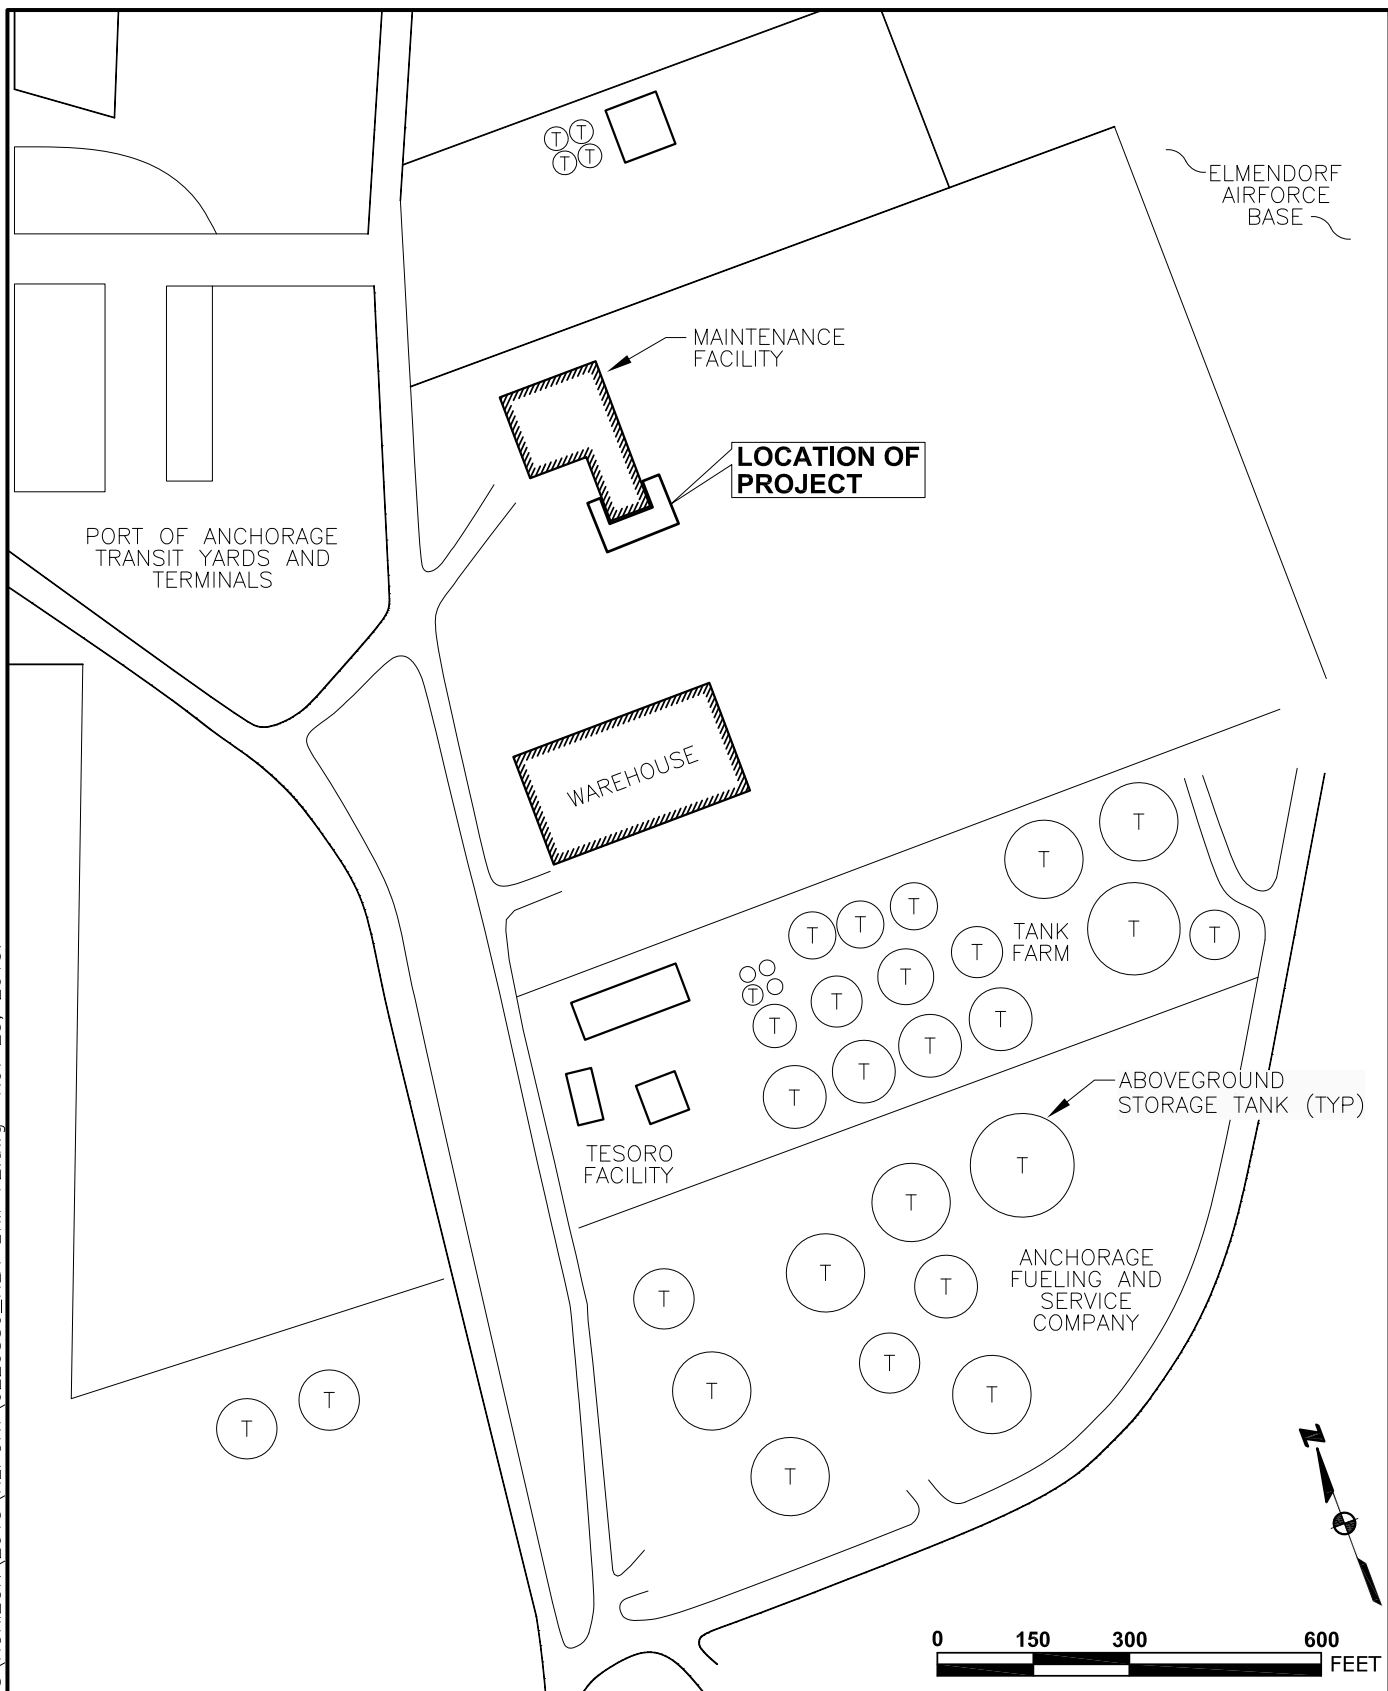 T
T
T
T
ELMENDORF
AIRFORCE
BASE
MAINTENANCE
FACILITY
LOCATION OF
PROJECT
PORT OF ANCHORAGE
TRANSIT YARDS AND
TERMINALS
WAREHOUSE
T
T
T
T
T
T
T
T
T
T
TANK
FARM
T
T
T
T
T
T
T
T
ABOVEGROUND
STORAGE TANK (TYP)
TESORO
FACILITY
T
T
T
T
T
ANCHORAGE
FUELING AND
SERVICE
COMPANY
T
T
T
T
T
T
T
N
0 150 300 600
FEET